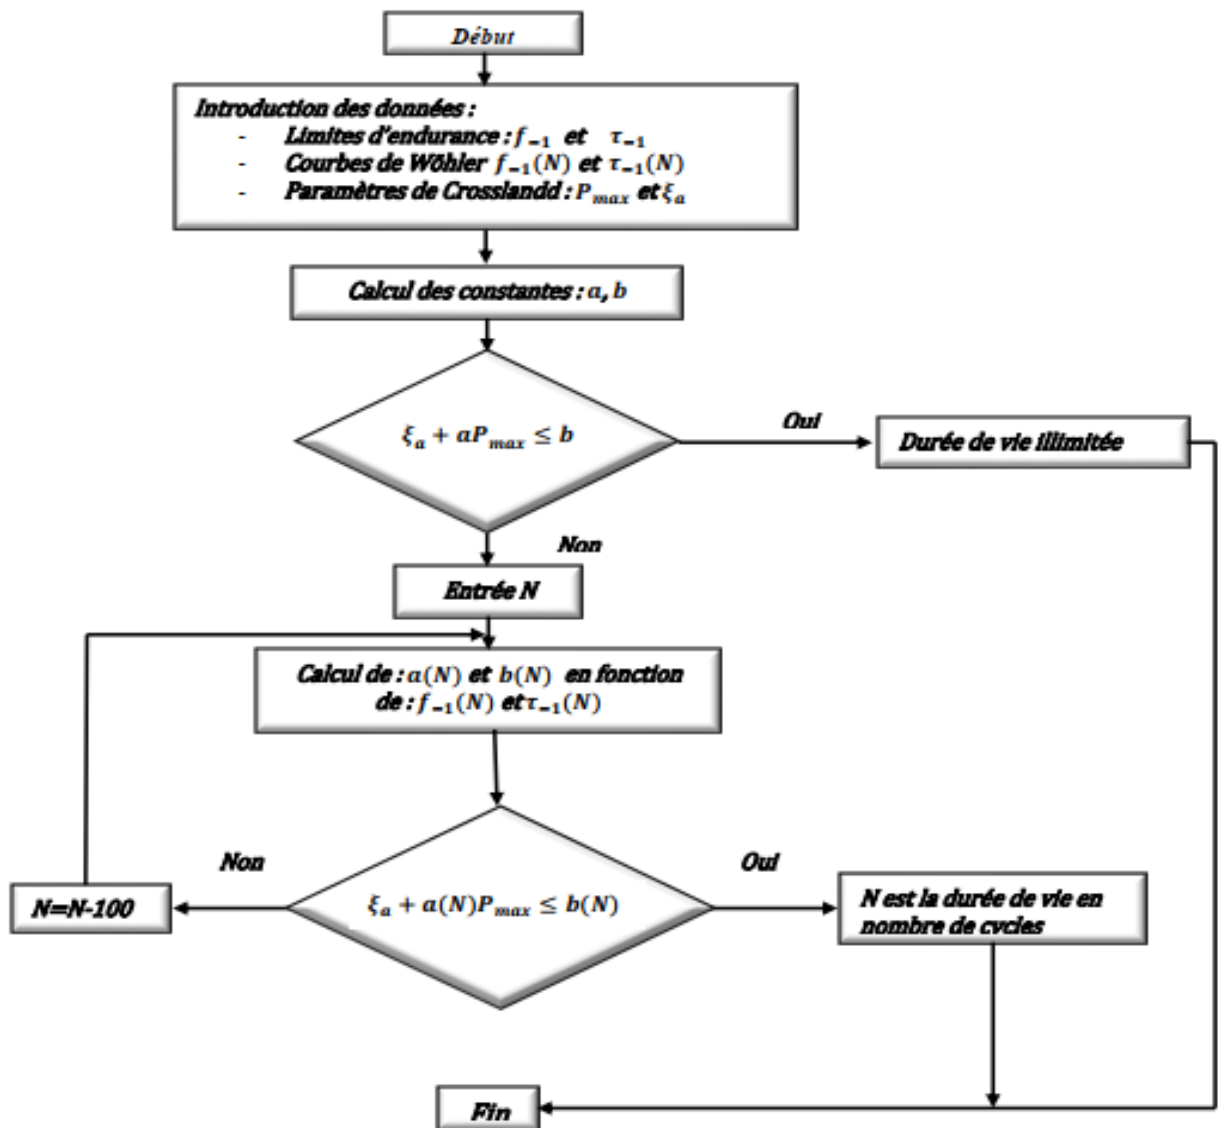 Début
Introduction des données :
- Limites d'endurance : f₋₁ et τ₋₁
- Courbes de Wöhler f₋₁(N) et τ₋₁(N)
- Paramètres de Crosslandd : Pₘₐₓ et ξₐ
Calcul des constantes : a, b
ξₐ + aPₘₐₓ ≤ b
Oui
Durée de vie illimitée
Non
Entrée N
Calcul de : a(N) et b(N) en fonction
de : f₋₁(N) et τ₋₁(N)
Non
Oui
N=N-100
ξₐ + a(N)Pₘₐₓ ≤ b(N)
N est la durée de vie en
nombre de cycles
Fin